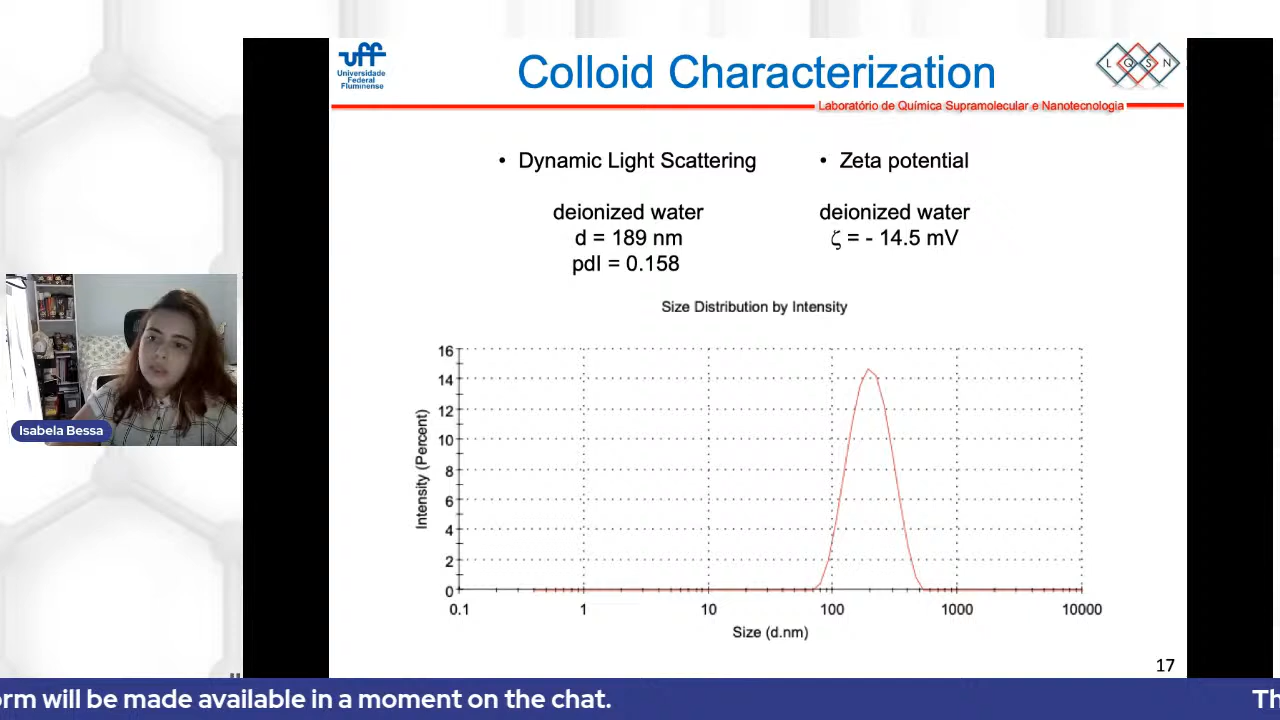 uff
Universidade
Federal
Fluminense
Colloid Characterization
L Q S N
Laboratório de Química Supramolecular e Nanotecnologia
• Dynamic Light Scattering
deionized water
d = 189 nm
pdI = 0.158
• Zeta potential
deionized water
ζ = - 14.5 mV
Size Distribution by Intensity
Intensity (Percent)
16
14
12
10
8
6
4
2
0
0.1 1 10 100 1000 10000
Size (d.nm)
17
Isabela Bessa
orm will be made available in a moment on the chat. Th